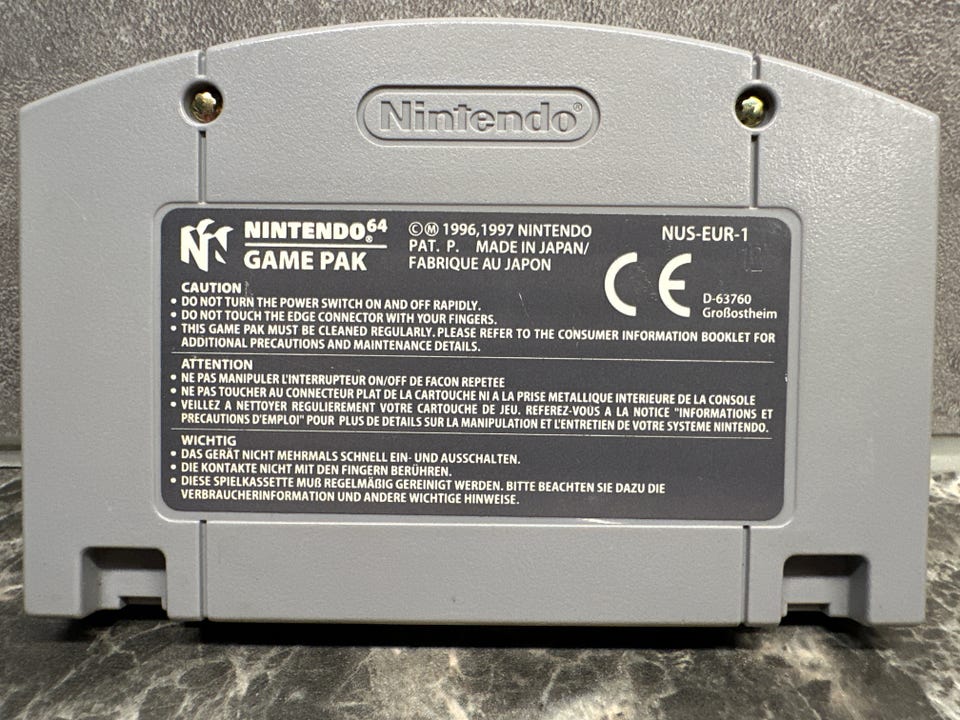 Nintendo®
NINTENDO64®
GAME PAK
©Ⓜ 1996,1997 NINTENDO
PAT. P. MADE IN JAPAN/
FABRIQUE AU JAPON
NUS-EUR-1
CE
D-63760
Großostheim
CAUTION
• DO NOT TURN THE POWER SWITCH ON AND OFF RAPIDLY.
• DO NOT TOUCH THE EDGE CONNECTOR WITH YOUR FINGERS.
• THIS GAME PAK MUST BE CLEANED REGULARLY. PLEASE REFER TO THE CONSUMER INFORMATION BOOKLET FOR
ADDITIONAL PRECAUTIONS AND MAINTENANCE DETAILS.
ATTENTION
• NE PAS MANIPULER L'INTERRUPTEUR ON/OFF DE FACON REPETEE
• NE PAS TOUCHER AU CONNECTEUR PLAT DE LA CARTOUCHE NI A LA PRISE METALLIQUE INTERIEURE DE LA CONSOLE
• VEILLEZ A NETTOYER REGULIEREMENT VOTRE CARTOUCHE DE JEU. REFEREZ-VOUS A LA NOTICE "INFORMATIONS ET
PRECAUTIONS D'EMPLOI" POUR PLUS DE DETAILS SUR LA MANIPULATION ET L'ENTRETIEN DE VOTRE SYSTEME NINTENDO.
WICHTIG
• DAS GERÄT NICHT MEHRMALS SCHNELL EIN- UND AUSSCHALTEN.
• DIE KONTAKTE NICHT MIT DEN FINGERN BERÜHREN.
• DIESE SPIELKASSETTE MUß REGELMÄßIG GEREINIGT WERDEN. BITTE BEACHTEN SIE DAZU DIE
VERBRAUCHERINFORMATION UND ANDERE WICHTIGE HINWEISE.